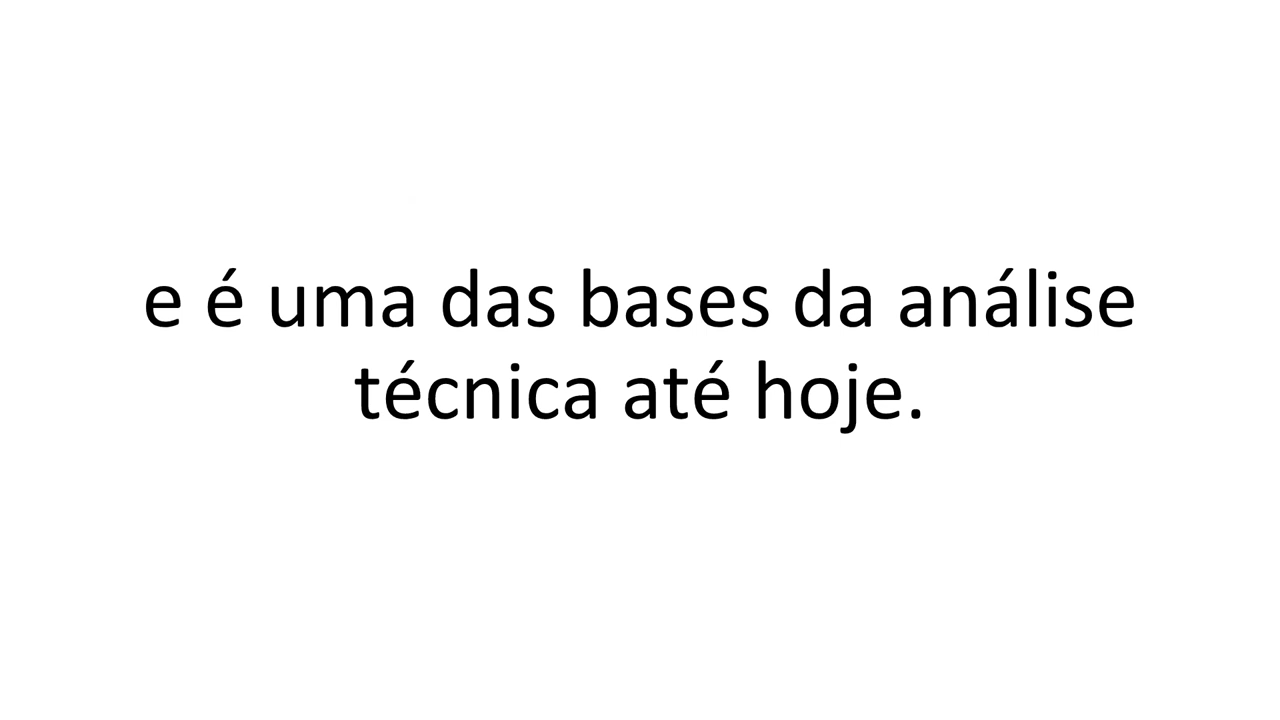 e é uma das bases da análise
técnica até hoje.